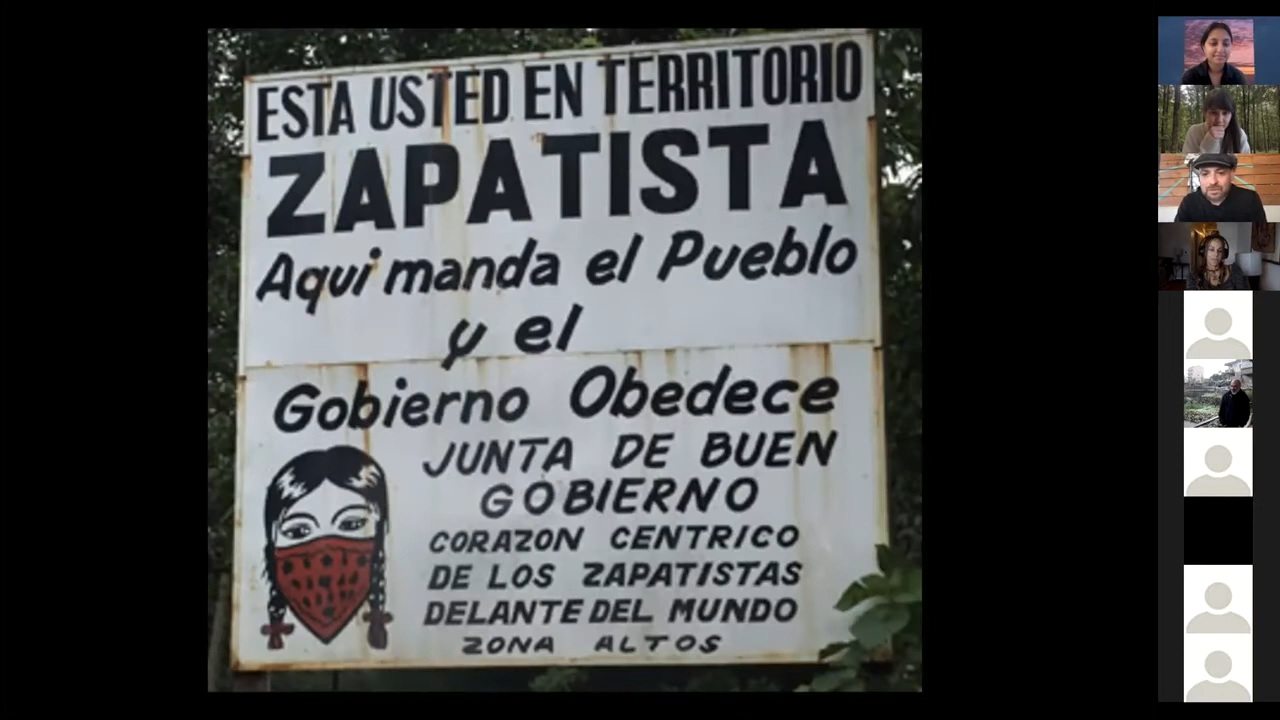 ESTA USTED EN TERRITORIO
ZAPATISTA
Aqui manda el Pueblo
y el
Gobierno Obedece
JUNTA DE BUEN
GOBIERNO
CORAZON CENTRICO
DE LOS ZAPATISTAS
DELANTE DEL MUNDO
ZONA ALTOS